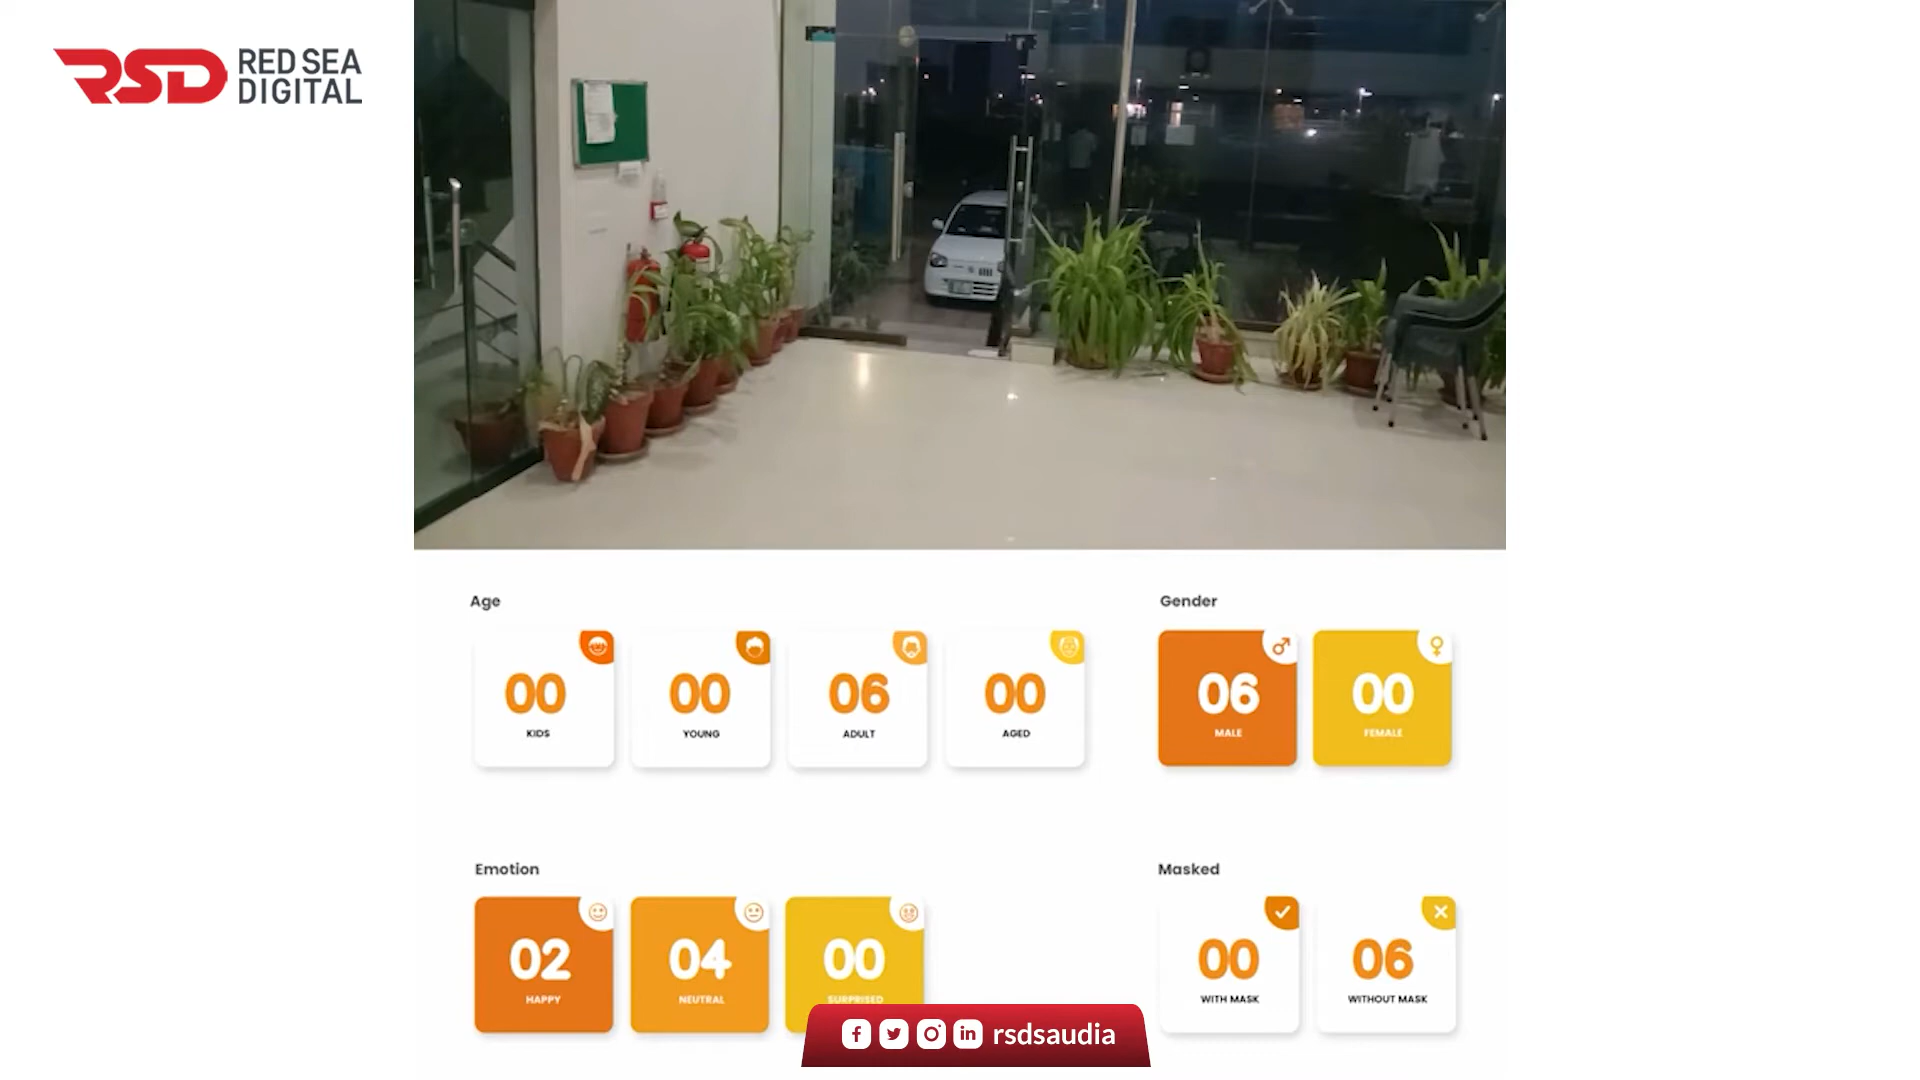 RSD RED SEA
DIGITAL
Age
Gender
00
00
06
00
06
00
KIDS
YOUNG
ADULT
AGED
MALE
FEMALE
Emotion
Masked
02
04
00
00
06
HAPPY
NEUTRAL
SURPRISED
WITH MASK
WITHOUT MASK
rsdsaudia